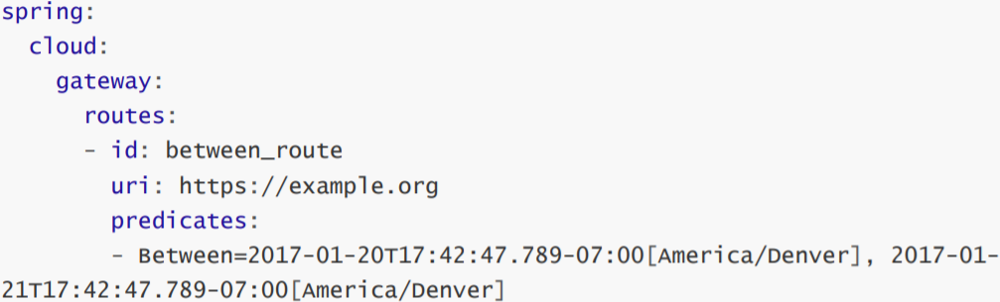 spring:
  cloud:
    gateway:
      routes:
      - id: between_route
        uri: https://example.org
        predicates:
        - Between=2017-01-20T17:42:47.789-07:00[America/Denver], 2017-01-
21T17:42:47.789-07:00[America/Denver]